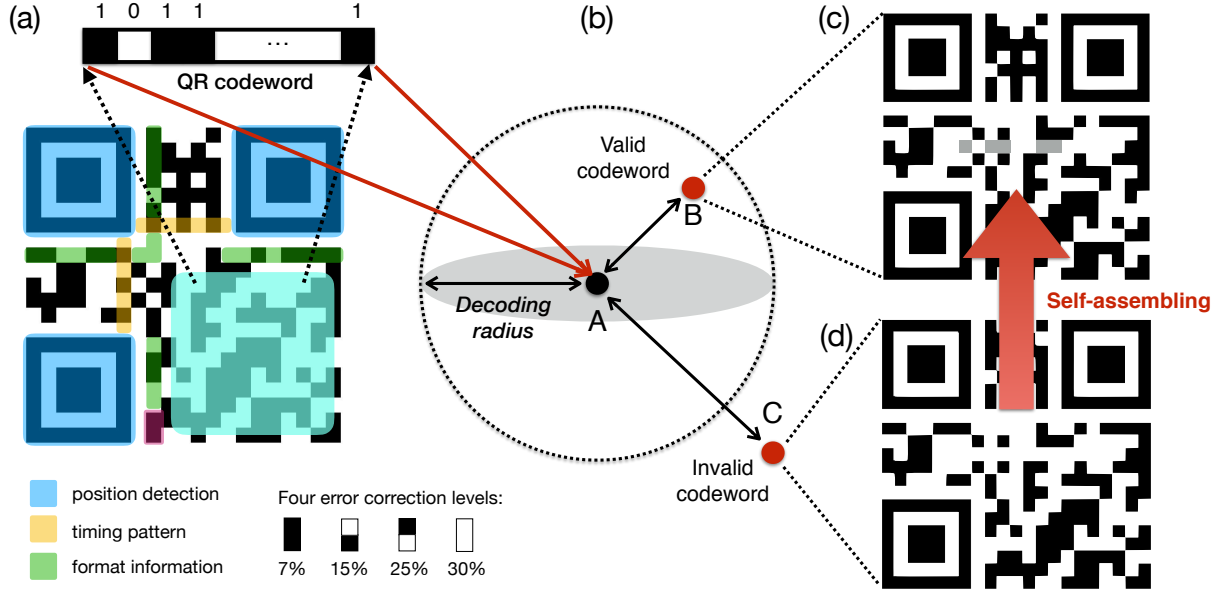 (a)
1 0 1 1 1
...
QR codeword
position detection
timing pattern
format information
Four error correction levels:
7% 15% 25% 30%
(b)
Valid
codeword
B
A
Decoding
radius
C
Invalid
codeword
(c)
Self-assembling
(d)